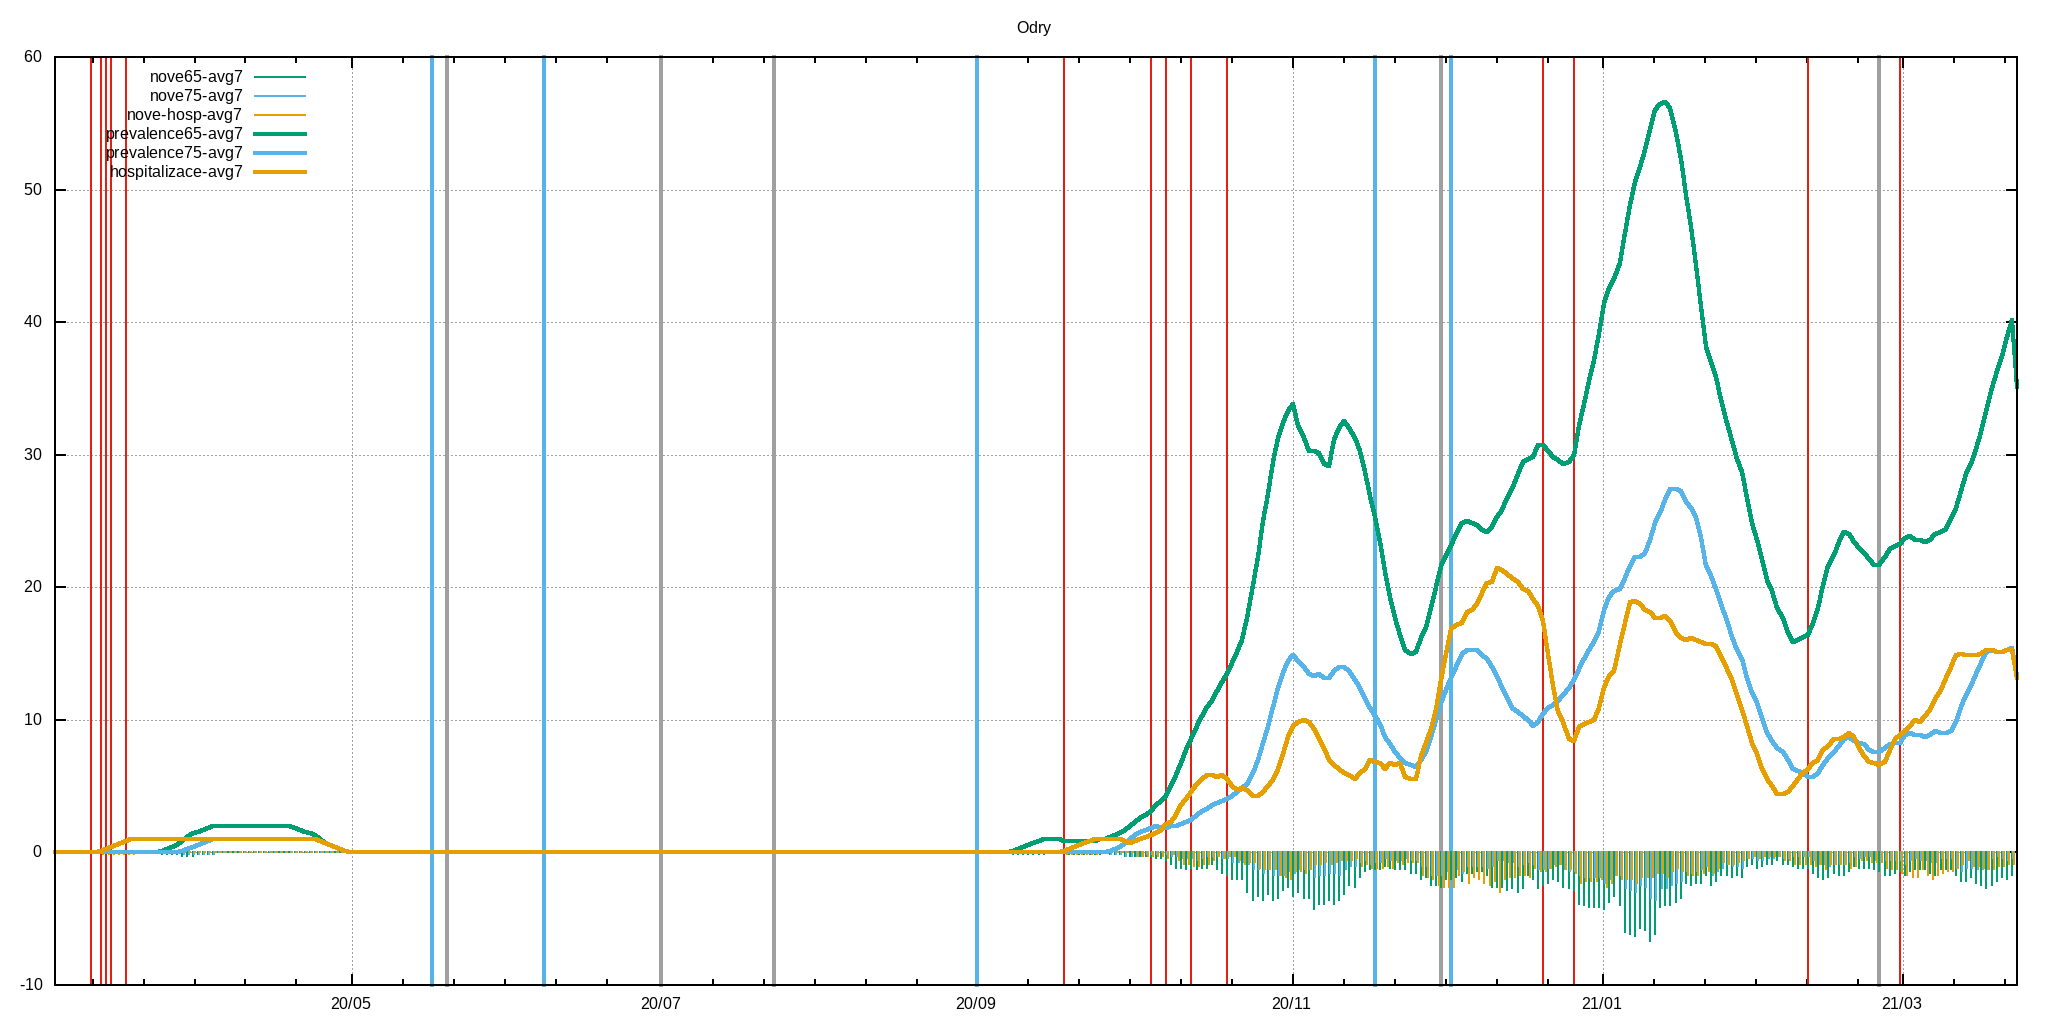 Odry
60
50
40
30
20
10
0
-10
nove65-avg7
nove75-avg7
nove-hosp-avg7
prevalence65-avg7
prevalence75-avg7
hospitalizace-avg7
20/05
20/07
20/09
20/11
21/01
21/03